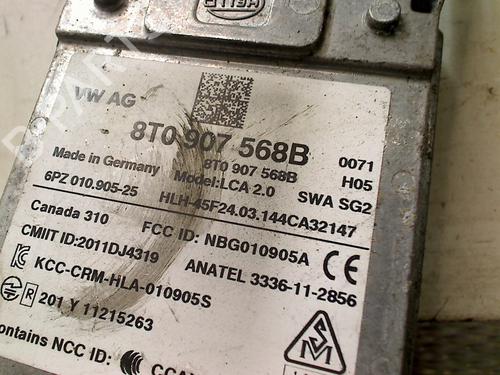 HELLA
VW AG
8T0 907 568B
8T0 907 568B
0071
Made in Germany
Model:LCA 2.0
H05
6PZ 010.905-25
HLH-45F24.03.144CA32147
SWA SG2
Canada 310
FCC ID: NBG010905A
CE
CMIIT ID:2011DJ4319
ANATEL 3336-11-2856
KCC-CRM-HLA-010905S
R 201 Y 11215263
ontains NCC ID: